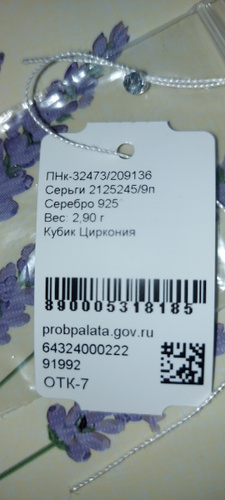 ПНк-32473/209136
Серьги 2125245/9п
Серебро 925
Вес: 2,90 г
Кубик Циркония
890005318185
probpalata.gov.ru
64324000222
91992
ОТК-7